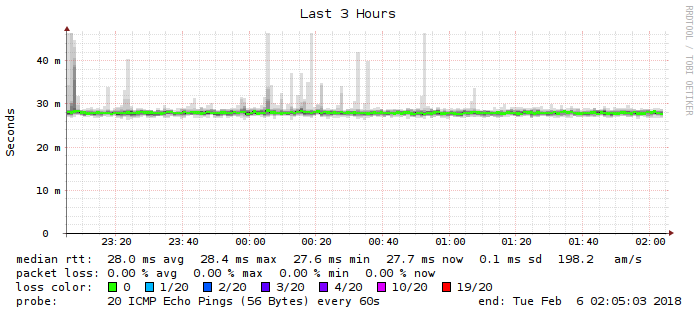 Last 3 Hours
RRDTOOL / TOBI OETIKER
Seconds
40 m
30 m
20 m
10 m
0
23:20 23:40 00:00 00:20 00:40 01:00 01:20 01:40 02:00
median rtt: 28.0 ms avg 28.4 ms max 27.6 ms min 27.7 ms now 0.1 ms sd 198.2 am/s
packet loss: 0.00 % avg 0.00 % max 0.00 % min 0.00 % now
loss color: 0 1/20 2/20 3/20 4/20 10/20 19/20
probe: 20 ICMP Echo Pings (56 Bytes) every 60s end: Tue Feb 6 02:05:03 2018